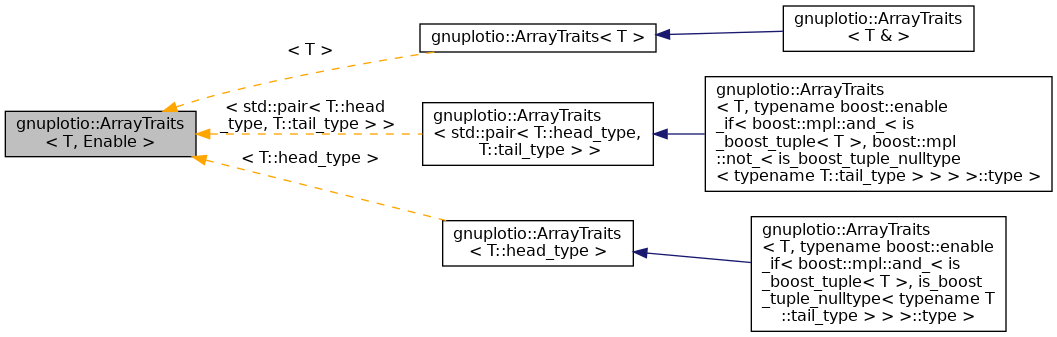 gnuplotio::ArrayTraits
< T, Enable >
< T >
< std::pair< T::head
_type, T::tail_type > >
< T::head_type >
gnuplotio::ArrayTraits< T >
gnuplotio::ArrayTraits
< std::pair< T::head_type,
T::tail_type > >
gnuplotio::ArrayTraits
< T::head_type >
gnuplotio::ArrayTraits
< T & >
gnuplotio::ArrayTraits
< T, typename boost::enable
_if< boost::mpl::and_< is
_boost_tuple< T >, boost::mpl
::not_< is_boost_tuple_nulltype
< typename T::tail_type > > > >::type >
gnuplotio::ArrayTraits
< T, typename boost::enable
_if< boost::mpl::and_< is
_boost_tuple< T >, is_boost
_tuple_nulltype< typename T
::tail_type > > >::type >